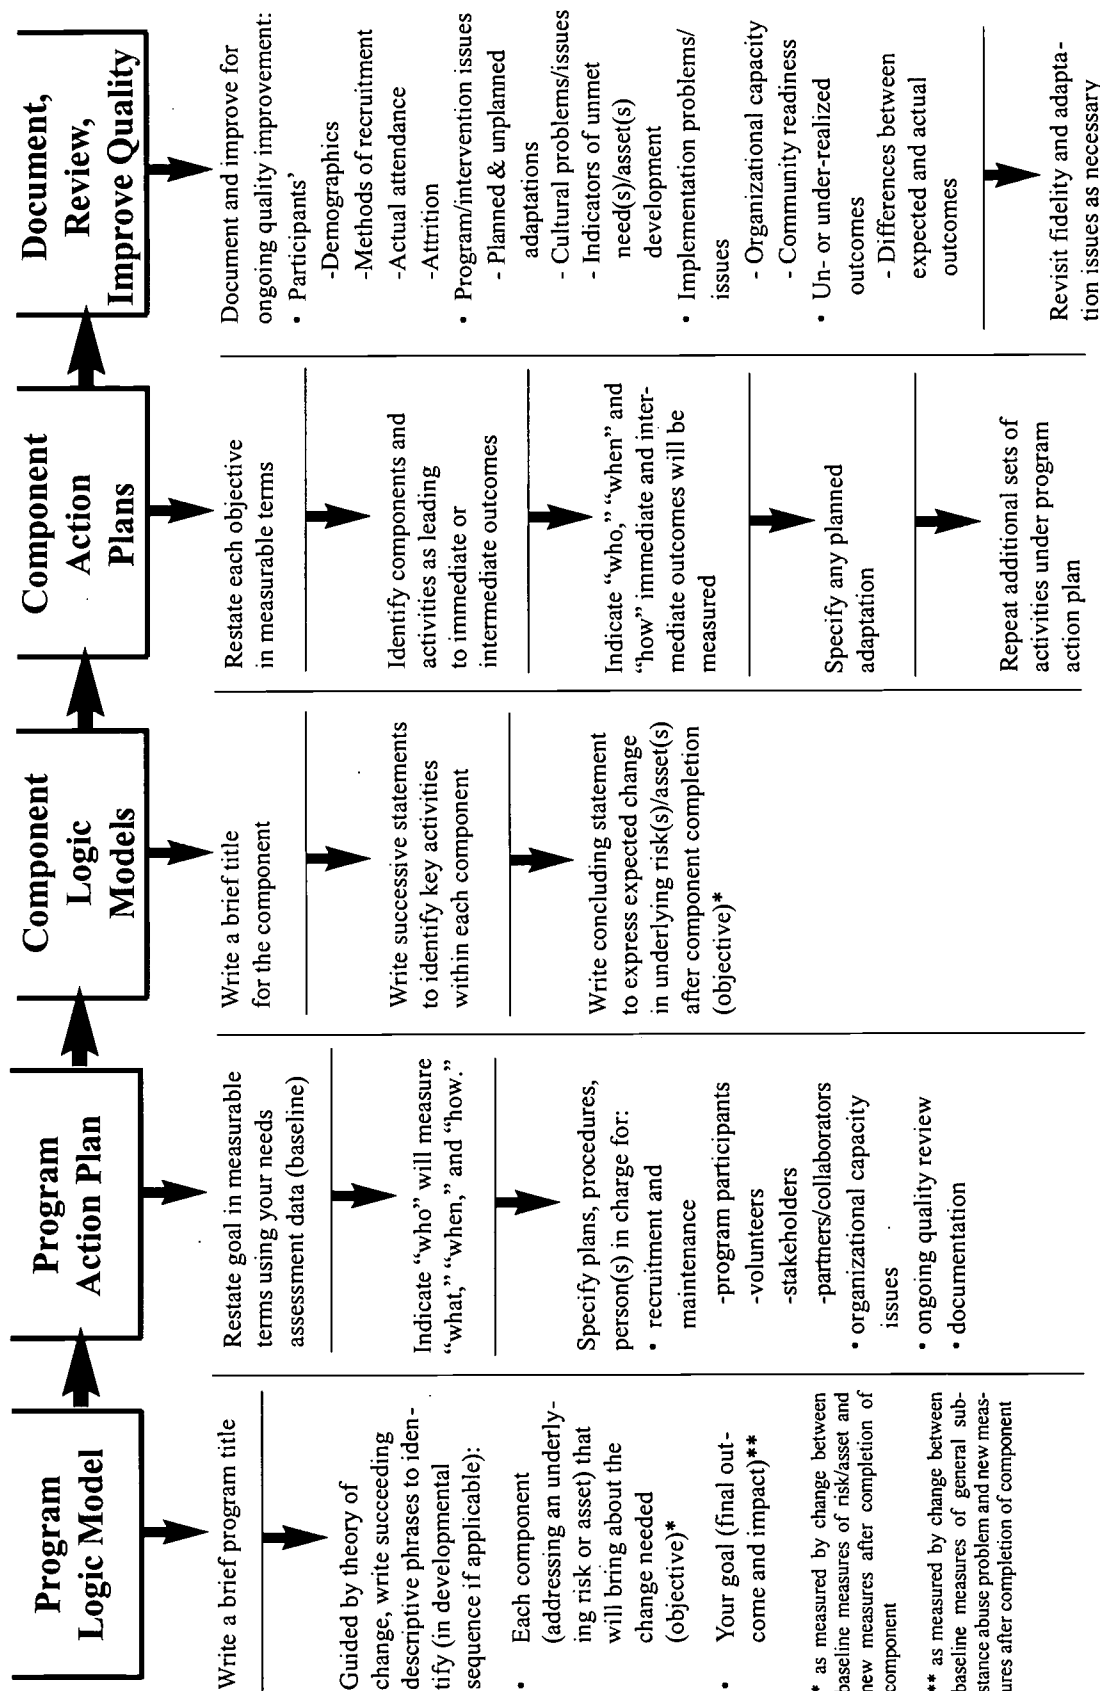 Program
Logic Model
Write a brief program title
Guided by theory of
change, write succeeding
descriptive phrases to iden-
tify (in developmental
sequence if applicable):
• Each component
(addressing an underly-
ing risk or asset) that
will bring about the
change needed
(objective)*
• Your goal (final out-
come and impact)**
* as measured by change between
baseline measures of risk/asset and
new measures after completion of
component
** as measured by change between
baseline measures of general sub-
stance abuse problem and new meas-
ures after completion of component
Program
Action Plan
Restate goal in measurable
terms using your needs
assessment data (baseline)
Indicate “who” will measure
“what,” “when,” and “how.”
Specify plans, procedures,
person(s) in charge for:
• recruitment and
maintenance
-program participants
-volunteers
-stakeholders
-partners/collaborators
• organizational capacity
issues
• ongoing quality review
• documentation
Component
Logic
Models
Write a brief title
for the component
Write successive statements
to identify key activities
within each component
Write concluding statement
to express expected change
in underlying risk(s)/asset(s)
after component completion
(objective)*
Component
Action
Plans
Restate each objective
in measurable terms
Identify components and
activities as leading
to immediate or
intermediate outcomes
Indicate “who,” “when” and
“how” immediate and inter-
mediate outcomes will be
measured
Specify any planned
adaptation
Repeat additional sets of
activities under program
action plan
Document,
Review,
Improve Quality
Document and improve for
ongoing quality improvement:
• Participants'
-Demographics
-Methods of recruitment
-Actual attendance
-Attrition
• Program/intervention issues
- Planned & unplanned
adaptations
- Cultural problems/issues
- Indicators of unmet
need(s)/asset(s)
development
• Implementation problems/
issues
- Organizational capacity
- Community readiness
• Un- or under-realized
outcomes
- Differences between
expected and actual
outcomes
Revisit fidelity and adapta-
tion issues as necessary